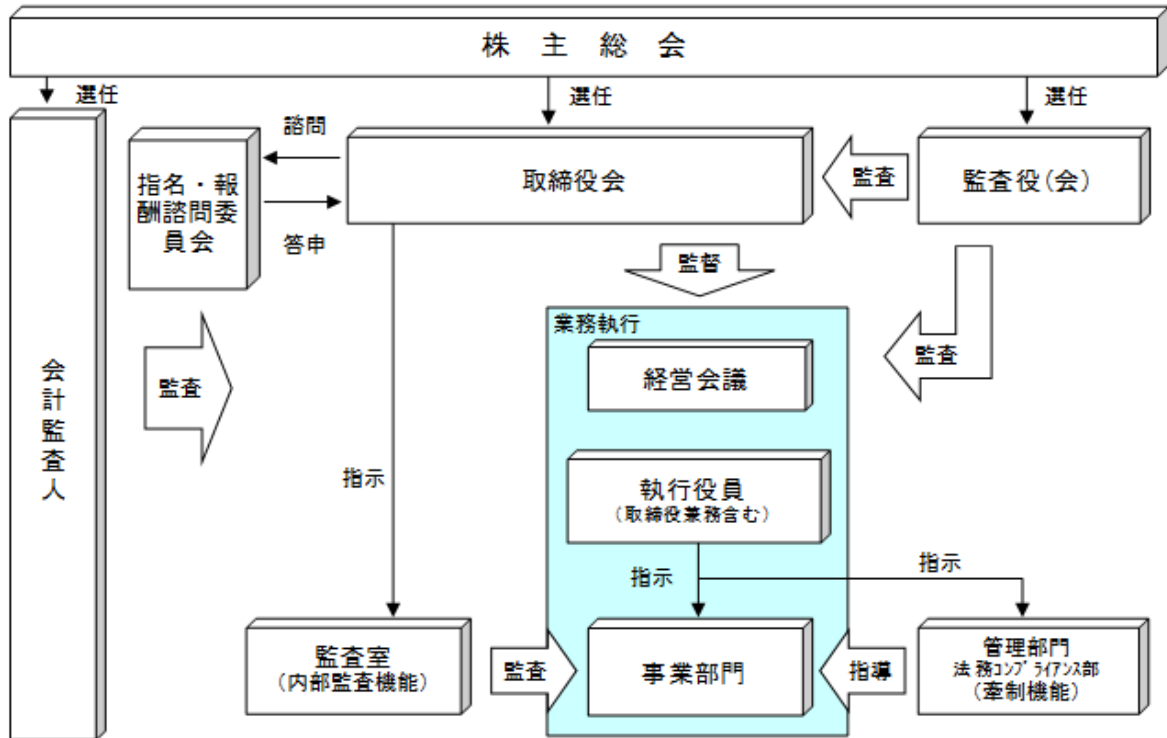 株主総会
選任
選任
選任
諮問
指名・報
酬諮問委
員会
答申
取締役会
監査
監査役(会)
監督
業務執行
経営会議
監査
会計監査人
監査
指示
執行役員
(取締役兼務含む)
指示
指示
監査室
(内部監査機能)
監査
事業部門
指導
管理部門
法務コンプライアンス部
(牽制機能)